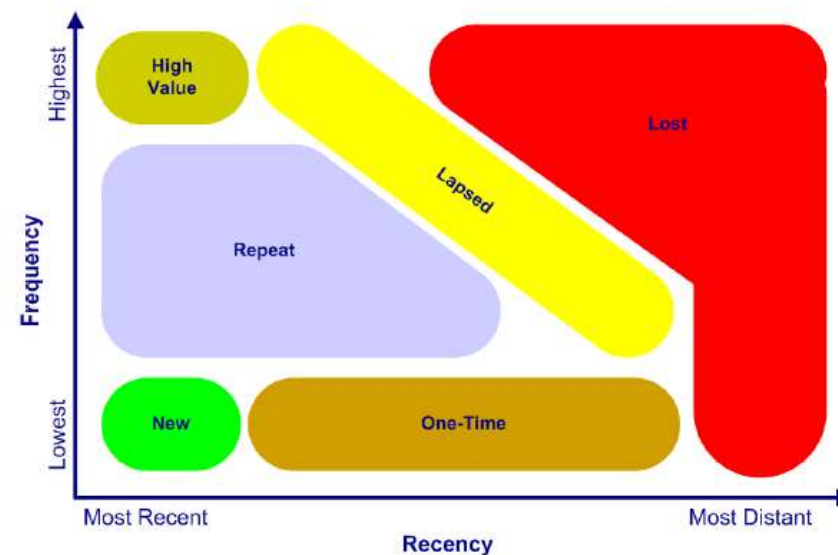 Highest
High
Value
Lost
Lapsed
Frequency
Repeat
Lowest
New
One-Time
Most Recent
Most Distant
Recency